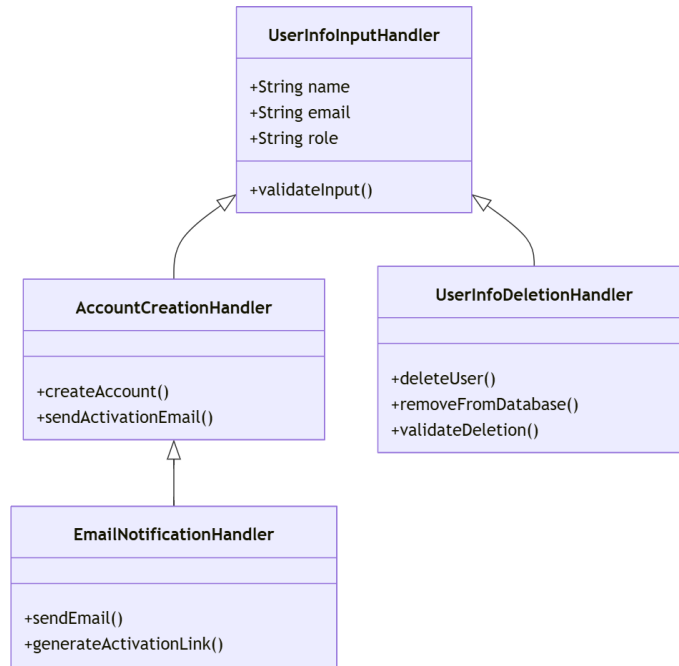 UserInfoInputHandler
+String name
+String email
+String role
+validateInput()
AccountCreationHandler
+createAccount()
+sendActivationEmail()
UserInfoDeletionHandler
+deleteUser()
+removeFromDatabase()
+validateDeletion()
EmailNotificationHandler
+sendEmail()
+generateActivationLink()